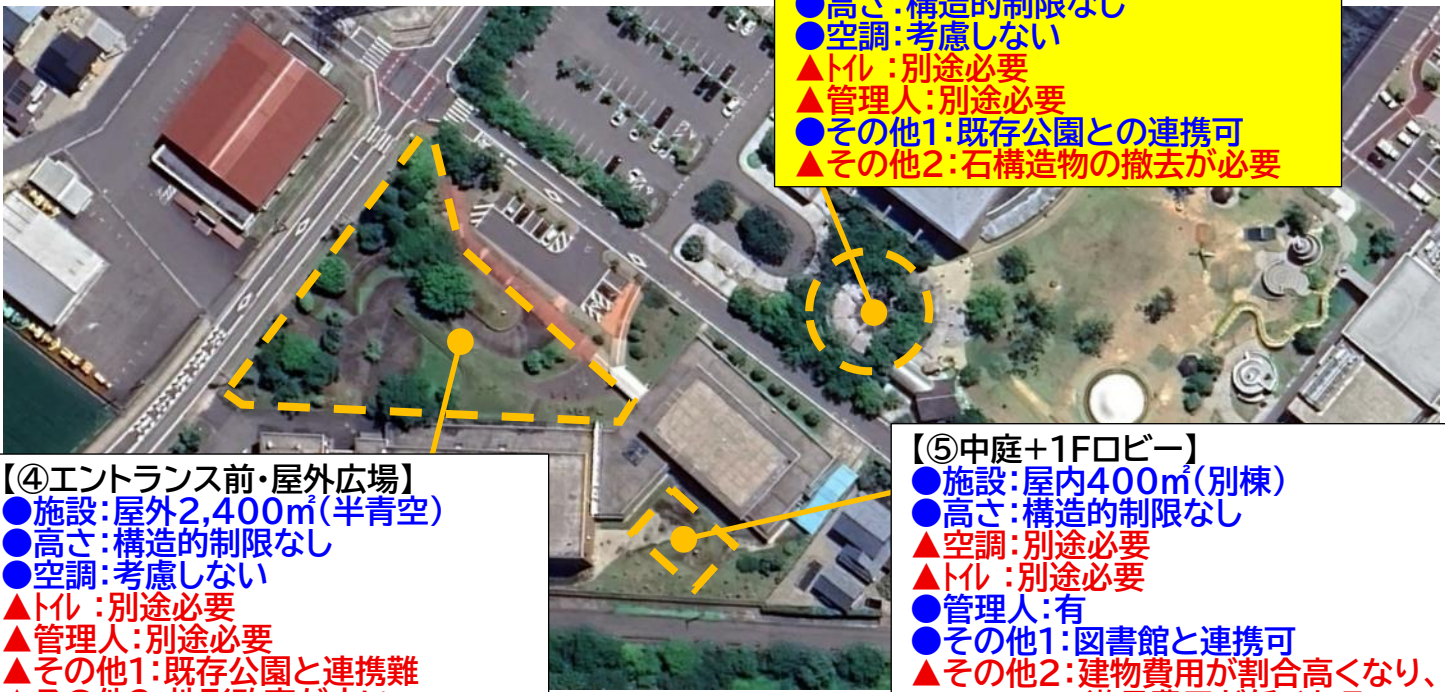 ●高さ:構造的制限なし
●空調:考慮しない
▲トイレ:別途必要
▲管理人:別途必要
●その他1:既存公園との連携可
▲その他2:石構造物の撤去が必要
【④エントランス前・屋外広場】
●施設:屋外2,400㎡(半青空)
●高さ:構造的制限なし
●空調:考慮しない
▲トイレ:別途必要
▲管理人:別途必要
▲その他1:既存公園と連携難
【⑤中庭+1Fロビー】
●施設:屋内400㎡(別棟)
●高さ:構造的制限なし
▲空調:別途必要
▲トイレ:別途必要
●管理人:有
●その他1:図書館と連携可
▲その他2:建物費用が割合高くなり、